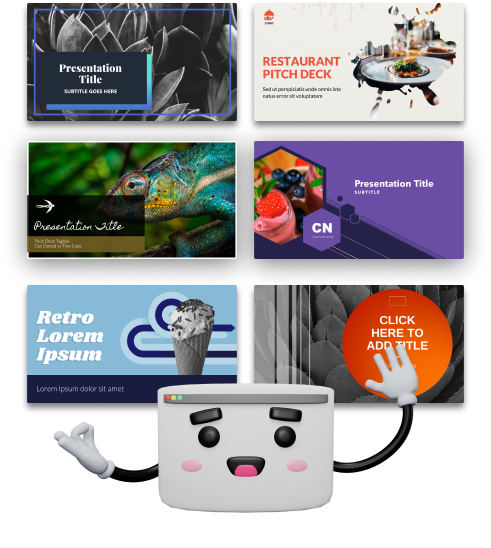 Presentation
Title
SUBTITLE GOES HERE
LOGO
RESTAURANT
PITCH DECK
Sed ut perspiciatis unde omnis iste
natus error sit voluptatem
Presentation Title
Pitch Deck Tagline
Can Extend to Two Lines
Presentation Title
SUBTITLE
CN
Retro
Lorem
Ipsum
Lorem ipsum dolor sit amet
CLICK
HERE TO
ADD TITLE